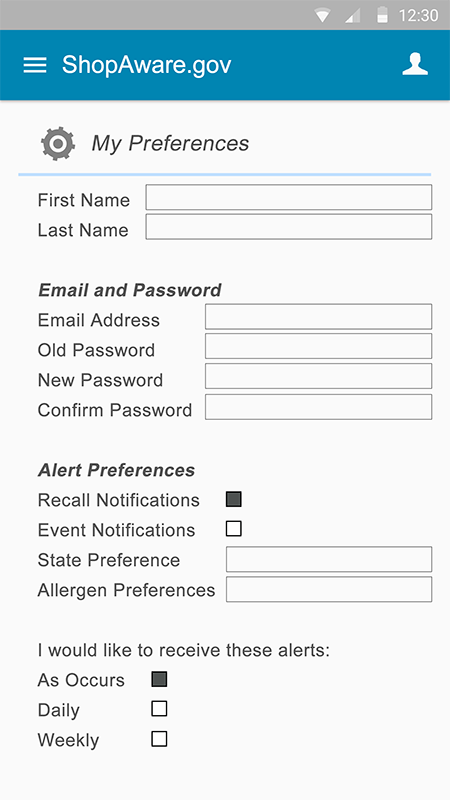 12:30
ShopAware.gov
My Preferences
First Name
Last Name
Email and Password
Email Address
Old Password
New Password
Confirm Password
Alert Preferences
Recall Notifications
Event Notifications
State Preference
Allergen Preferences
I would like to receive these alerts:
As Occurs
Daily
Weekly